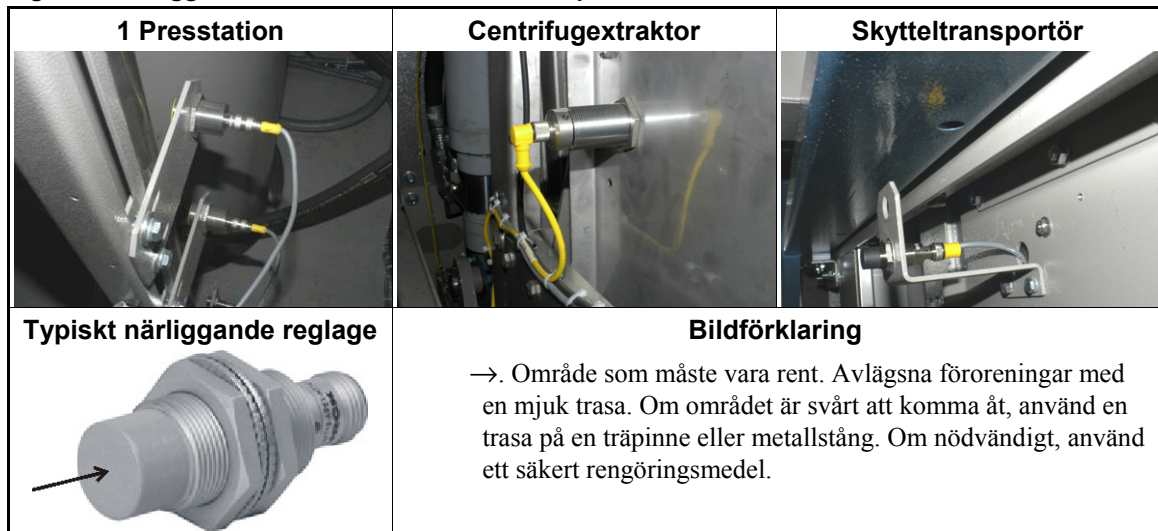 1 Presstation
Centrifugextraktor
Skytteltransportör
Typiskt närliggande reglage
Bildförklaring
→. Område som måste vara rent. Avlägsna föroreningar med
en mjuk trasa. Om området är svårt att komma åt, använd en
trasa på en träpinne eller metallstång. Om nödvändigt, använd
ett säkert rengöringsmedel.